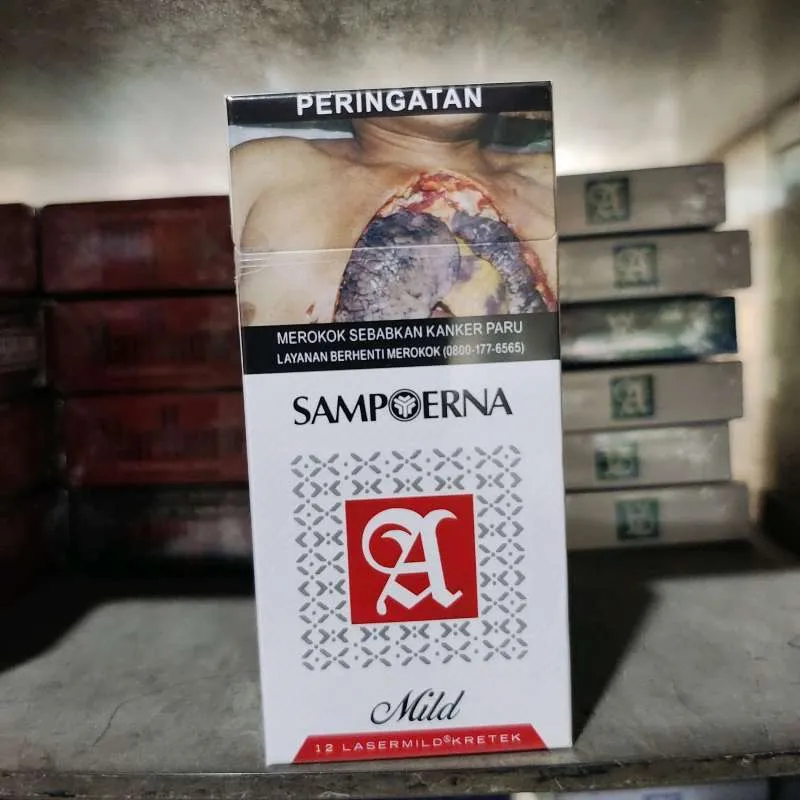 PERINGATAN
MEROKOK SEBABKAN KANKER PARU
LAYANAN BERHENTI MEROKOK (0800-177-6565)
SAMPOERNA
A
Mild
12 LASERMILD® KRETEK
A
A
A
A